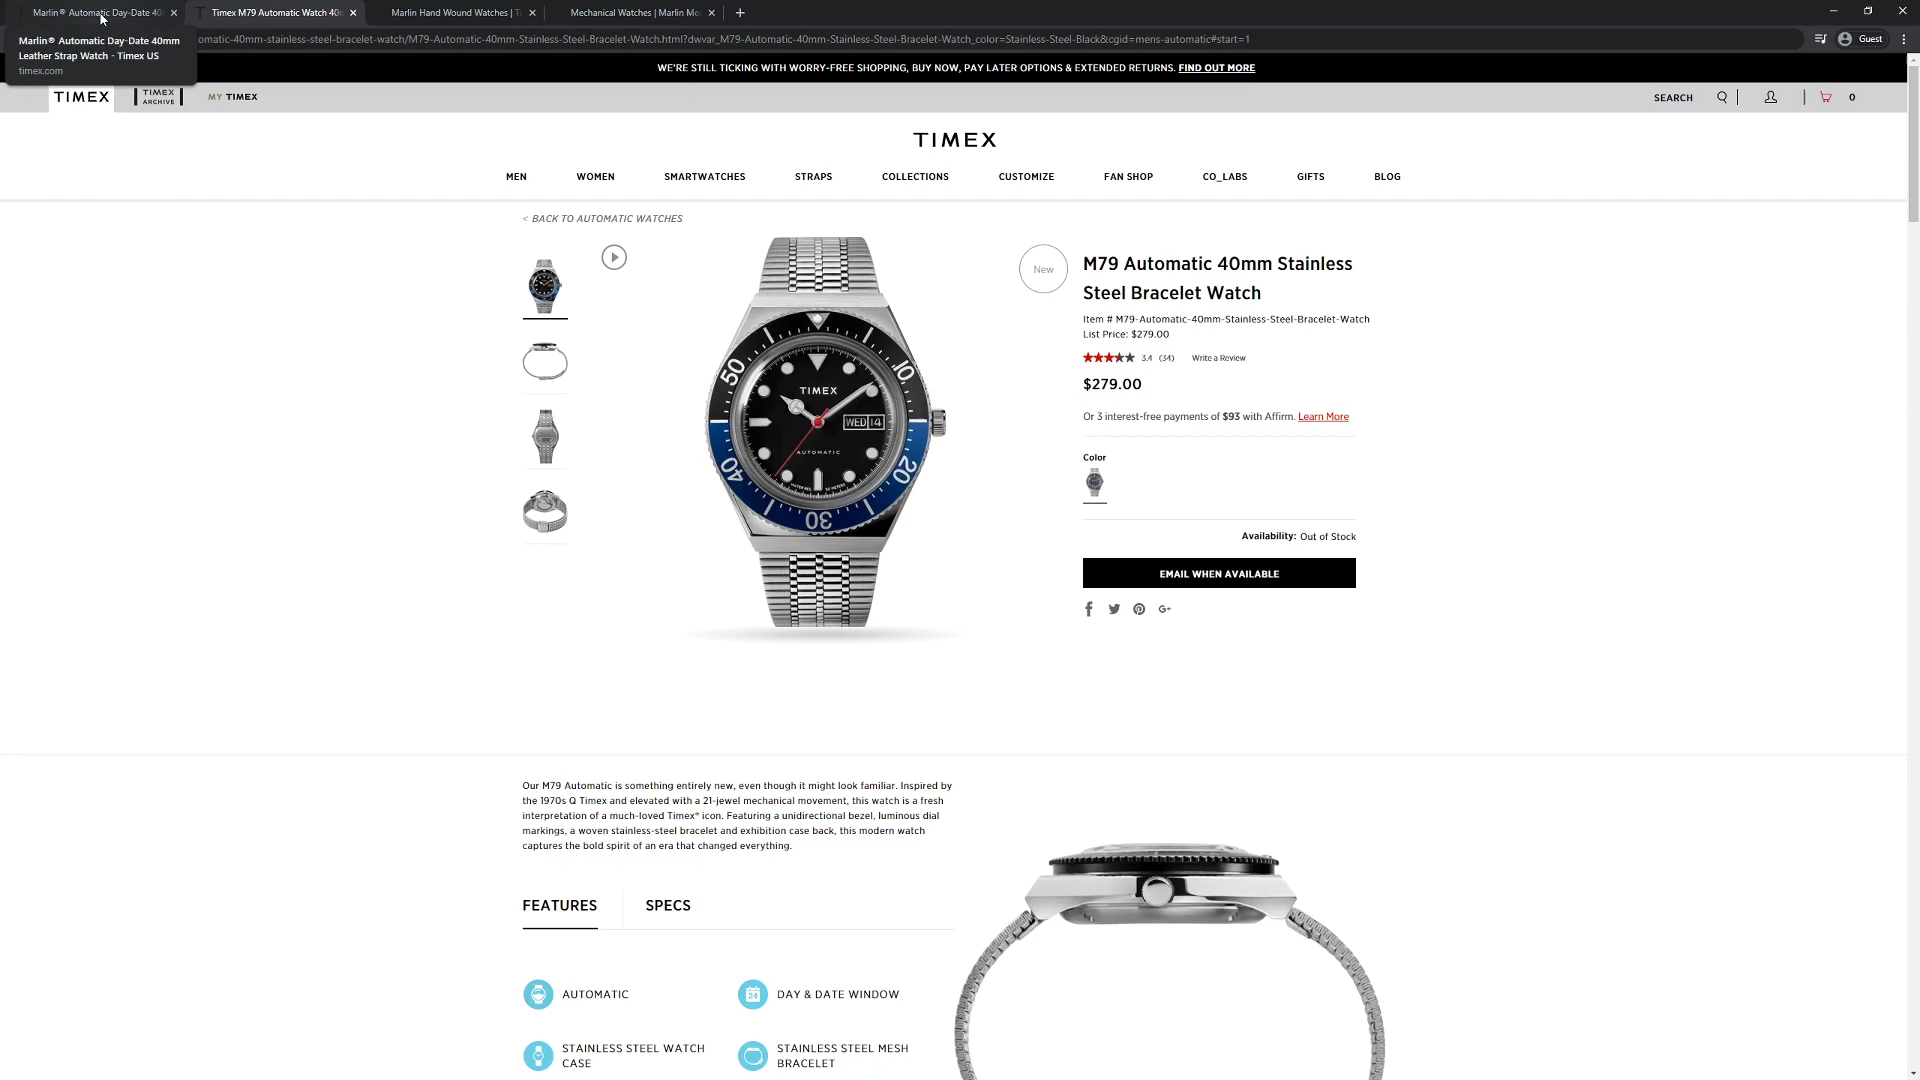 Marlin® Automatic Day-Date 40
Timex M79 Automatic Watch 40
Marlin Hand Wound Watches | T
Mechanical Watches | Marlin Me
Marlin® Automatic Day-Date 40mm
Leather Strap Watch - Timex US
timex.com
omatic-40mm-stainless-steel-bracelet-watch/M79-Automatic-40mm-Stainless-Steel-Bracelet-Watch.html?dwvar_M79-Automatic-40mm-Stainless-Steel-Bracelet-Watch_color=Stainless-Steel-Black&cgid=mens-automatic#start=1
Guest
WE'RE STILL TICKING WITH WORRY-FREE SHOPPING, BUY NOW, PAY LATER OPTIONS & EXTENDED RETURNS. FIND OUT MORE
TIMEX
TIMEX
ARCHIVE
MY TIMEX
SEARCH
0
TIMEX
MEN WOMEN SMARTWATCHES STRAPS COLLECTIONS CUSTOMIZE FAN SHOP CO_LABS GIFTS BLOG
< BACK TO AUTOMATIC WATCHES
New
M79 Automatic 40mm Stainless
Steel Bracelet Watch
Item # M79-Automatic-40mm-Stainless-Steel-Bracelet-Watch
List Price: $279.00
3.4 (34) Write a Review
$279.00
Or 3 interest-free payments of $93 with Affirm. Learn More
Color
Availability: Out of Stock
EMAIL WHEN AVAILABLE
G+
50 10
TIMEX
WED 14
AUTOMATIC
40 20
WATER RES. 50 METERS
30
Our M79 Automatic is something entirely new, even though it might look familiar. Inspired by
the 1970s Q Timex and elevated with a 21-jewel mechanical movement, this watch is a fresh
interpretation of a much-loved Timex® icon. Featuring a unidirectional bezel, luminous dial
markings, a woven stainless-steel bracelet and exhibition case back, this modern watch
captures the bold spirit of an era that changed everything.
FEATURES SPECS
AUTOMATIC
24
DAY & DATE WINDOW
STAINLESS STEEL WATCH
CASE
STAINLESS STEEL MESH
BRACELET